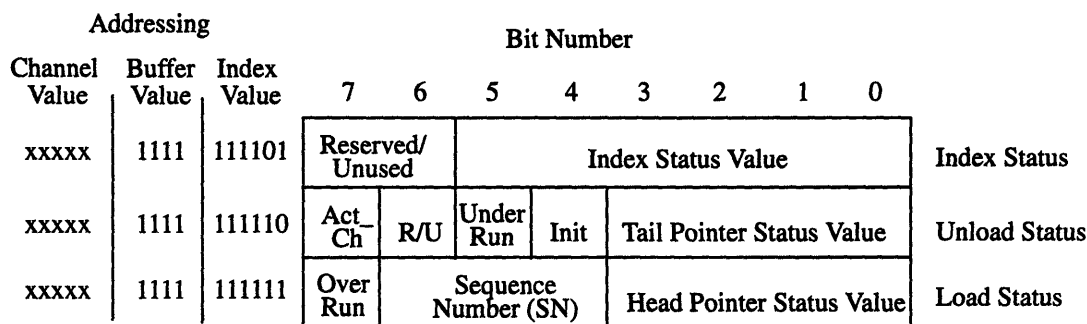 Addressing
Bit Number
Channel Buffer Index
Value Value Value 7 6 5 4 3 2 1 0
xxxxx 1111 111101 Reserved/ Unused Index Status Value Index Status
xxxxx 1111 111110 Act_ Ch R/U Under Run Init Tail Pointer Status Value Unload Status
xxxxx 1111 111111 Over Run Sequence Number (SN) Head Pointer Status Value Load Status